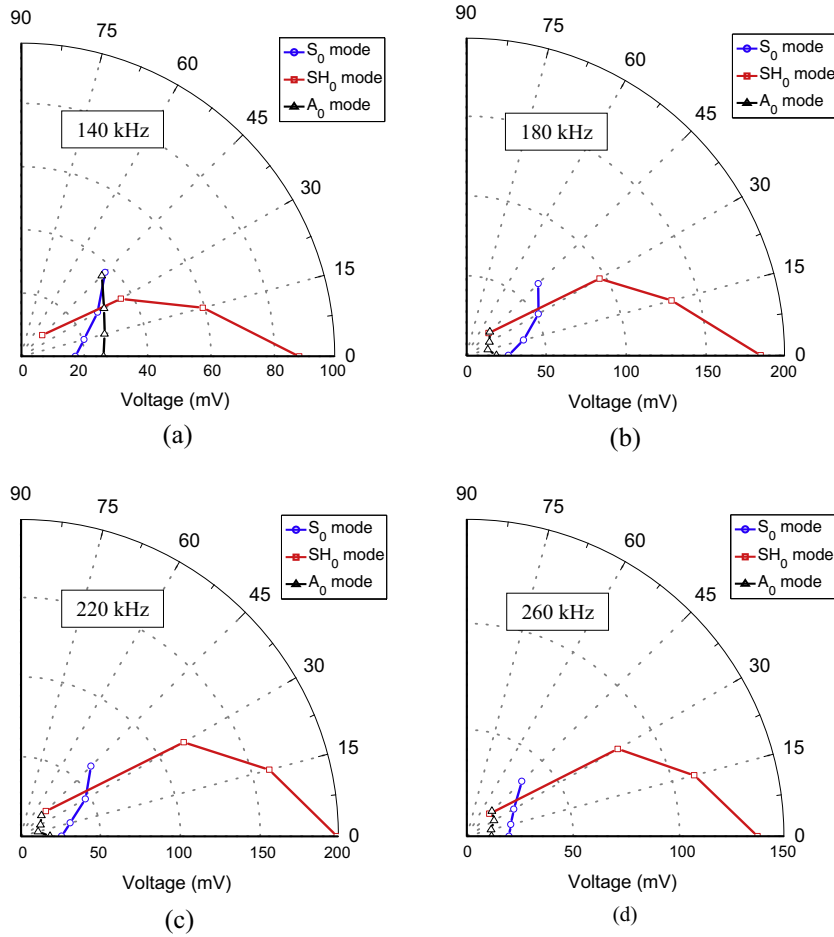 90
75
60
45
30
15
0
S0 mode
SH0 mode
A0 mode
140 kHz
0 20 40 60 80 100
Voltage (mV)
(a)
90
75
60
45
30
15
0
S0 mode
SH0 mode
A0 mode
180 kHz
0 50 100 150 200
Voltage (mV)
(b)
90
75
60
45
30
15
0
S0 mode
SH0 mode
A0 mode
220 kHz
0 50 100 150 200
Voltage (mV)
(c)
90
75
60
45
30
15
0
S0 mode
SH0 mode
A0 mode
260 kHz
0 50 100 150
Voltage (mV)
(d)